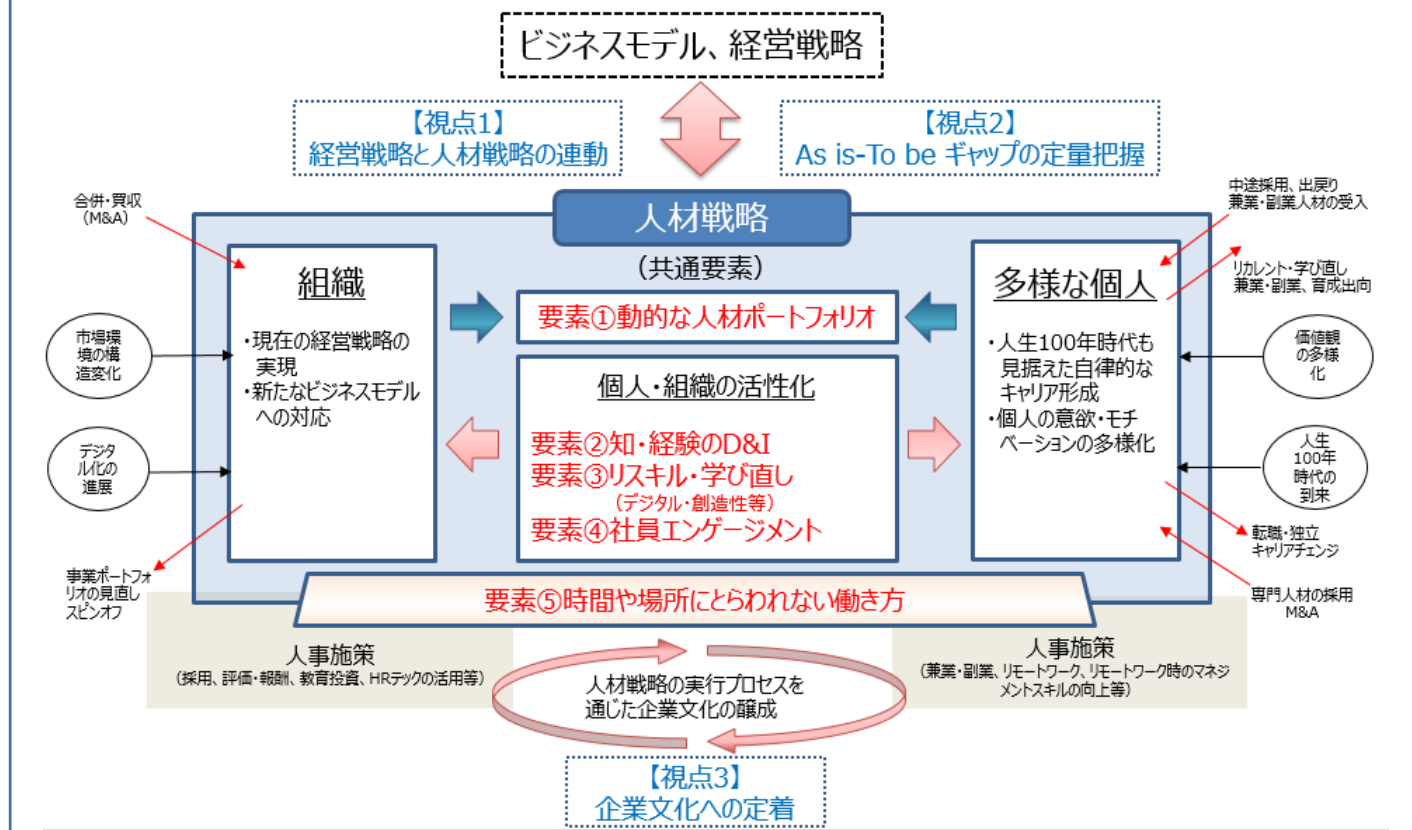 ビジネスモデル、経営戦略
【視点1】
経営戦略と人材戦略の連動
【視点2】
As is-To be ギャップの定量把握
合併・買収
(M&A)
中途採用、出戻り
兼業・副業人材の受入
人材戦略
(共通要素)
組織
・現在の経営戦略の
実現
・新たなビジネスモデル
への対応
要素①動的な人材ポートフォリオ
個人・組織の活性化
要素②知・経験のD&I
要素③リスキル・学び直し
(デジタル・創造性等)
要素④社員エンゲージメント
多様な個人
・人生100年時代も
見据えた自律的な
キャリア形成
・個人の意欲・モチ
ベーションの多様化
リカレント・学び直し
兼業・副業、育成出向
市場環
境の構
造変化
デジタ
ル化の
進展
価値観
の多様
化
人生
100年
時代の
到来
事業ポートフォ
リオの見直し
スピンオフ
転職・独立
キャリアチェンジ
専門人材の採用
M&A
要素⑤時間や場所にとらわれない働き方
人事施策
(採用、評価・報酬、教育投資、HRテックの活用等)
人材戦略の実行プロセスを
通じた企業文化の醸成
人事施策
(兼業・副業、リモートワーク、リモートワーク時のマネジ
メントスキルの向上等)
【視点3】
企業文化への定着